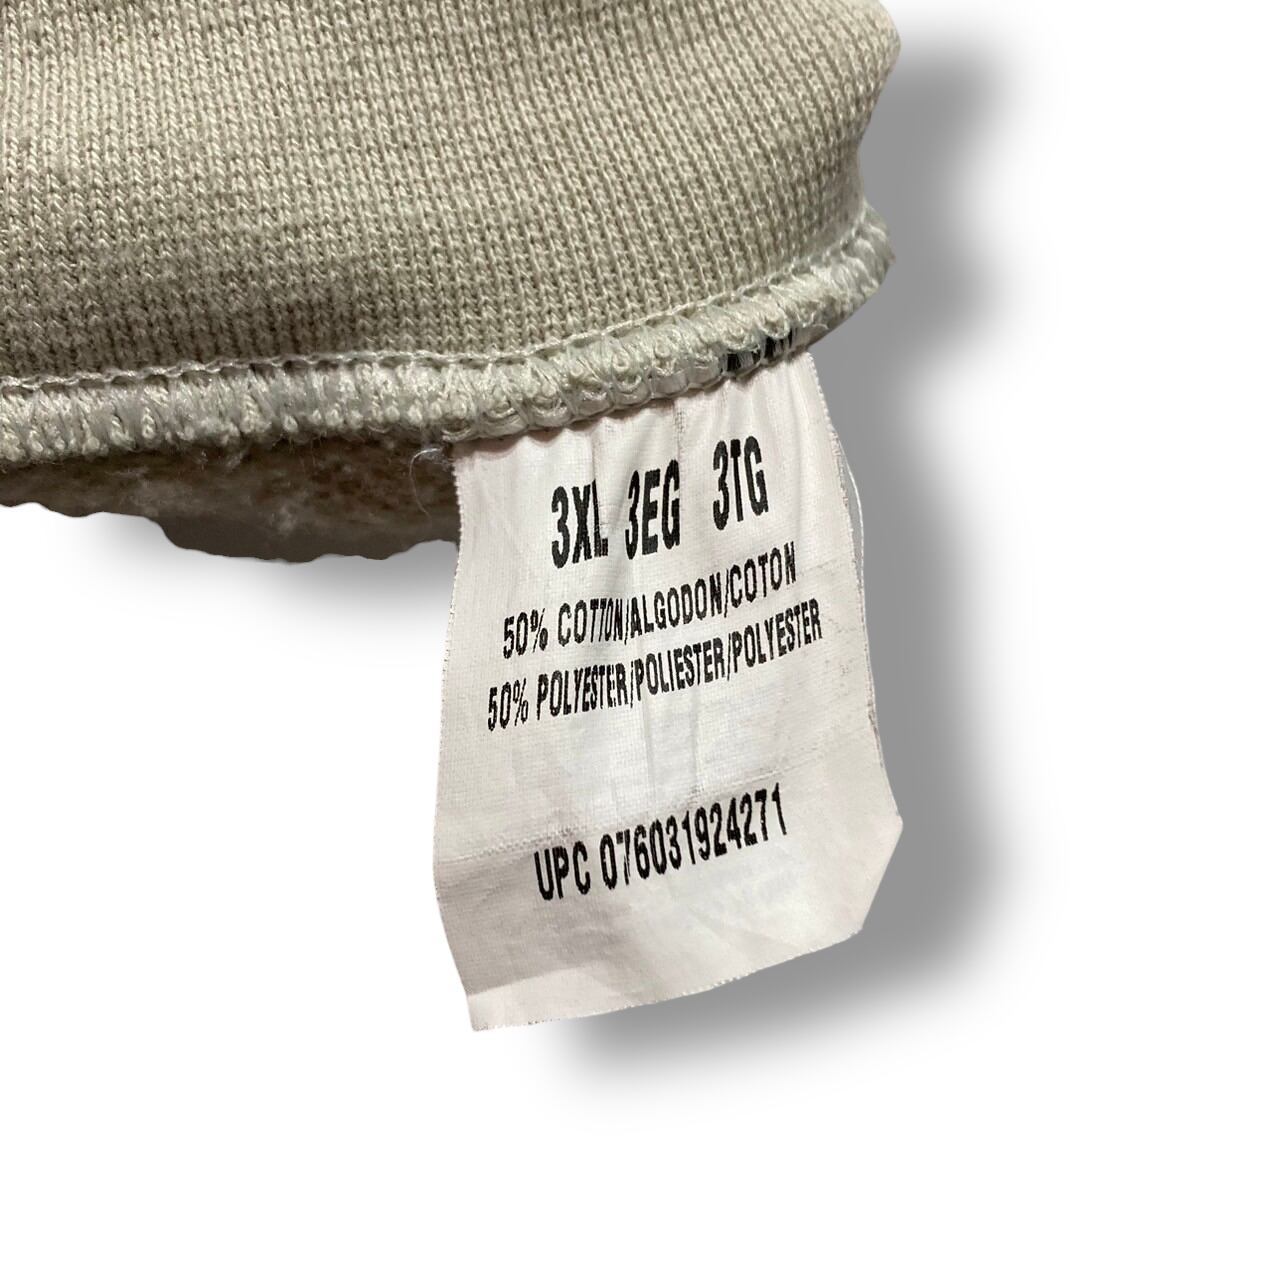 3XL 3EG 3TG
50% COTTON/ALGODON/COTON
50% POLYESTER/POLIESTER/POLYESTER
UPC 076031924271